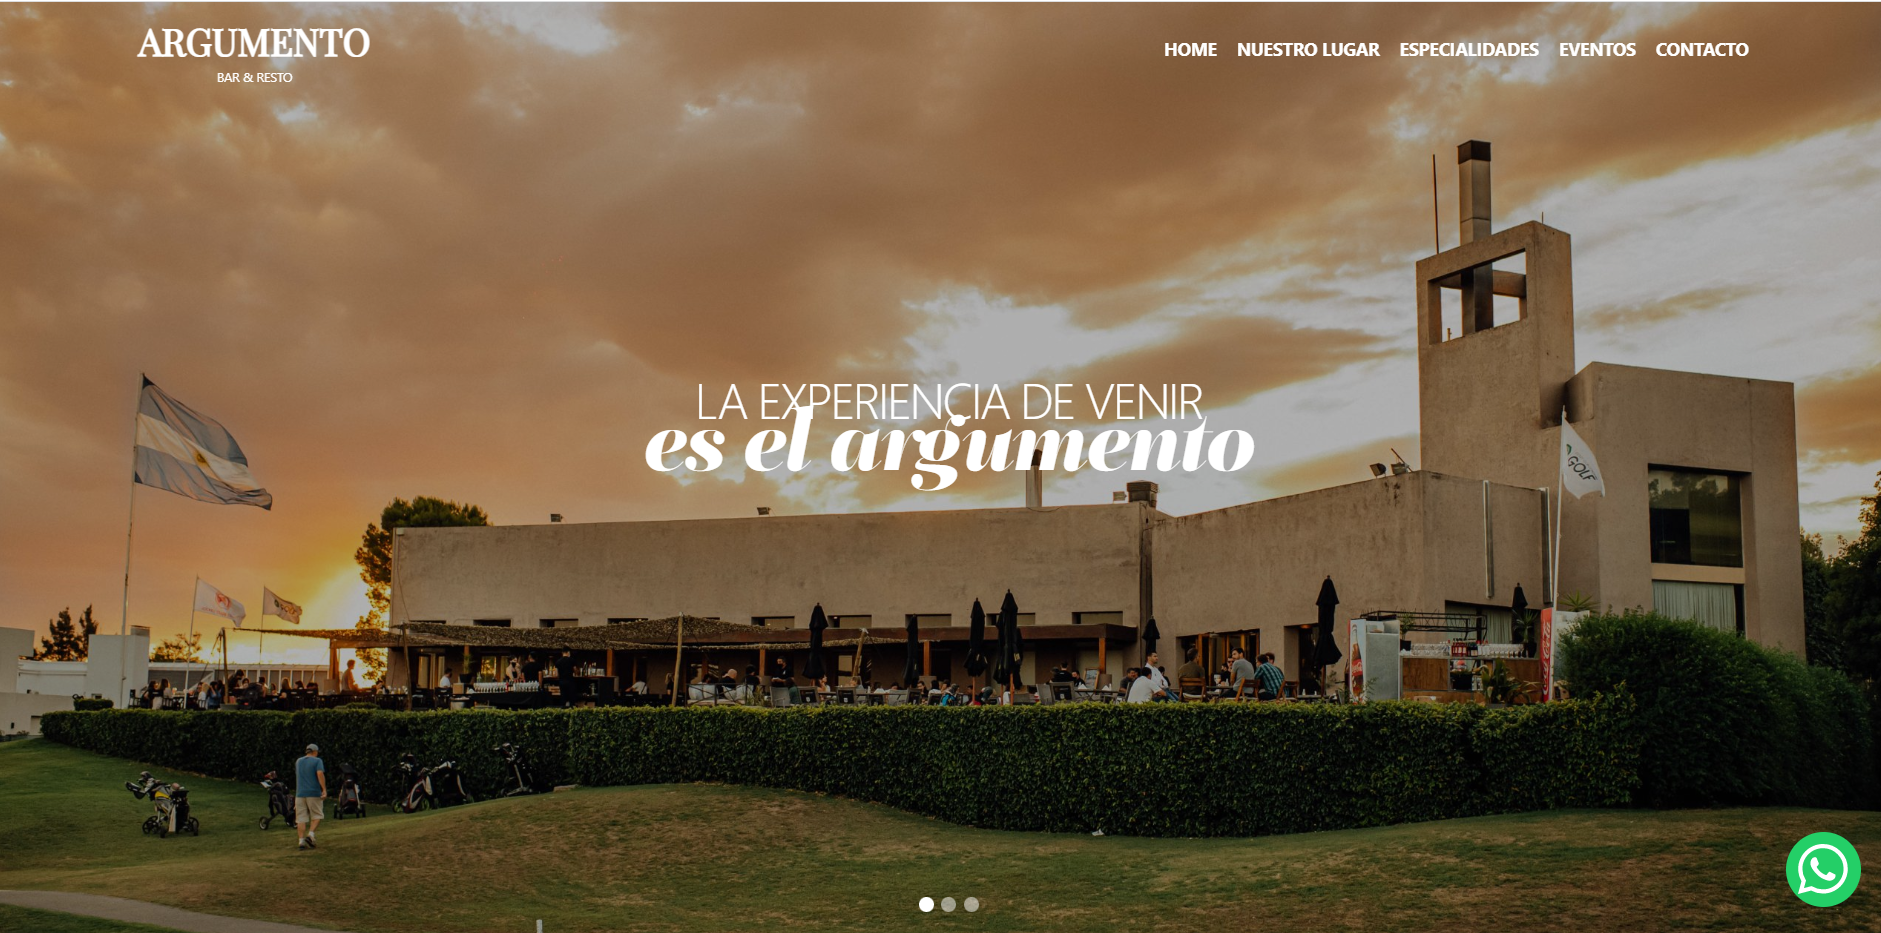 ARGUMENTO
BAR & RESTO
HOME NUESTRO LUGAR ESPECIALIDADES EVENTOS CONTACTO
LA EXPERIENCIA DE VENIR
es el argumento
GOLF